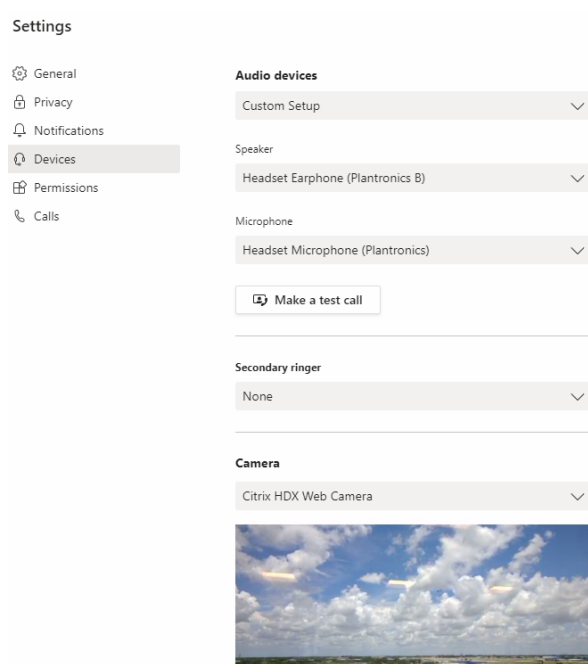 Settings
General
Privacy
Notifications
Devices
Permissions
Calls
Audio devices
Custom Setup
Speaker
Headset Earphone (Plantronics B)
Microphone
Headset Microphone (Plantronics)
Make a test call
Secondary ringer
None
Camera
Citrix HDX Web Camera